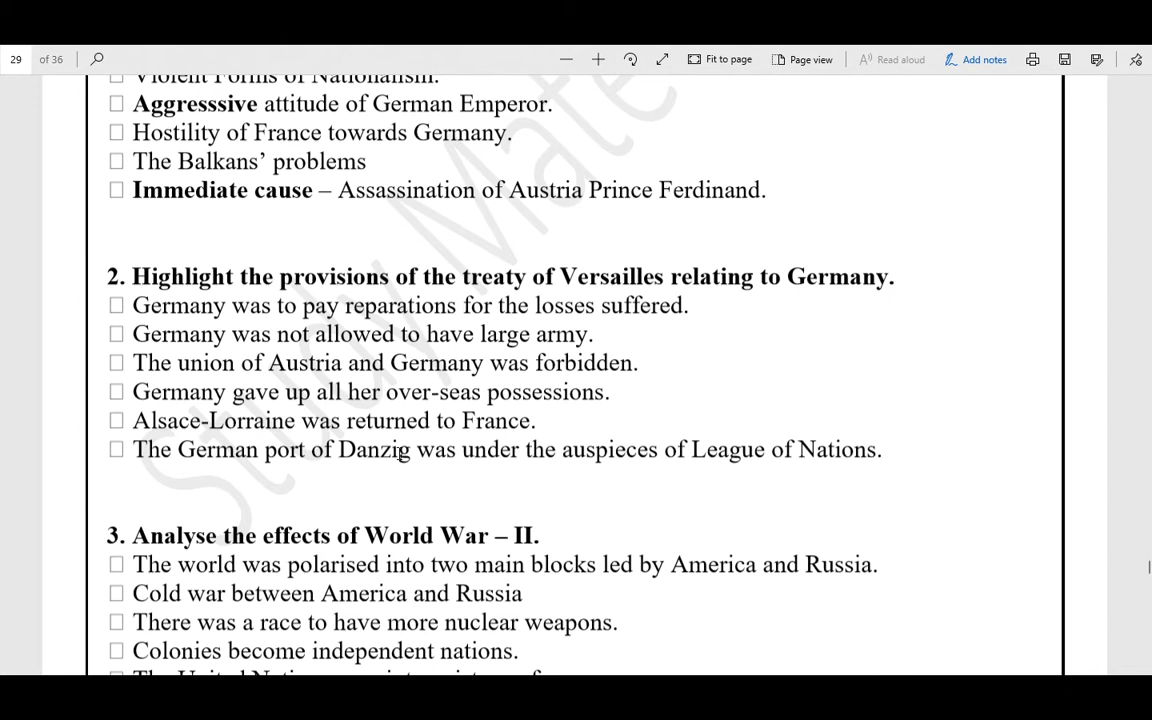 29 of 36 Fit to page Page view Read aloud Add notes
Violent Forms of Nationalism.
Aggresssive attitude of German Emperor.
Hostility of France towards Germany.
The Balkans’ problems
Immediate cause – Assassination of Austria Prince Ferdinand.
2. Highlight the provisions of the treaty of Versailles relating to Germany.
Germany was to pay reparations for the losses suffered.
Germany was not allowed to have large army.
The union of Austria and Germany was forbidden.
Germany gave up all her over-seas possessions.
Alsace-Lorraine was returned to France.
The German port of Danzig was under the auspieces of League of Nations.
3. Analyse the effects of World War – II.
The world was polarised into two main blocks led by America and Russia.
Cold war between America and Russia
There was a race to have more nuclear weapons.
Colonies become independent nations.
Study Mate